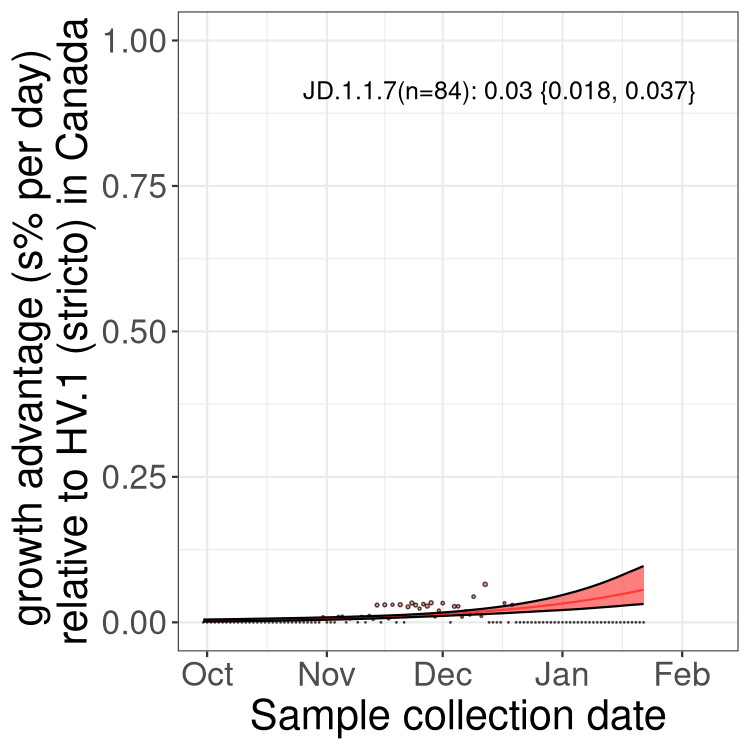 growth advantage (s% per day)
relative to HV.1 (stricto) in Canada
1.00
0.75
0.50
0.25
0.00
JD.1.1.7(n=84): 0.03 {0.018, 0.037}
Oct Nov Dec Jan Feb
Sample collection date